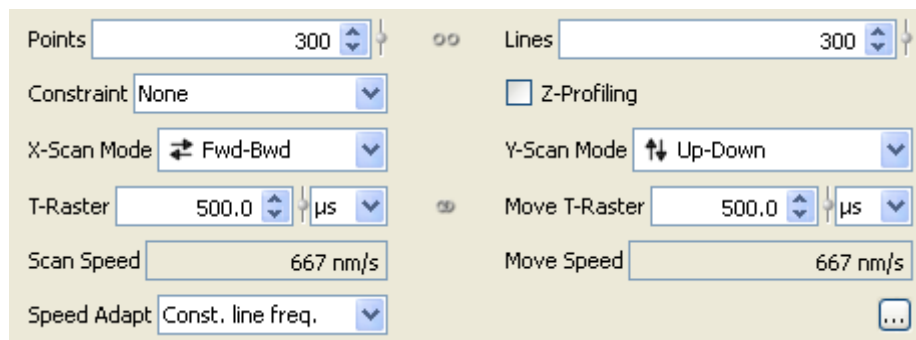 Points 300 Lines 300
Constraint None Z-Profiling
X-Scan Mode Fwd-Bwd Y-Scan Mode Up-Down
T-Raster 500.0 µs Move T-Raster 500.0 µs
Scan Speed 667 nm/s Move Speed 667 nm/s
Speed Adapt Const. line freq. ...